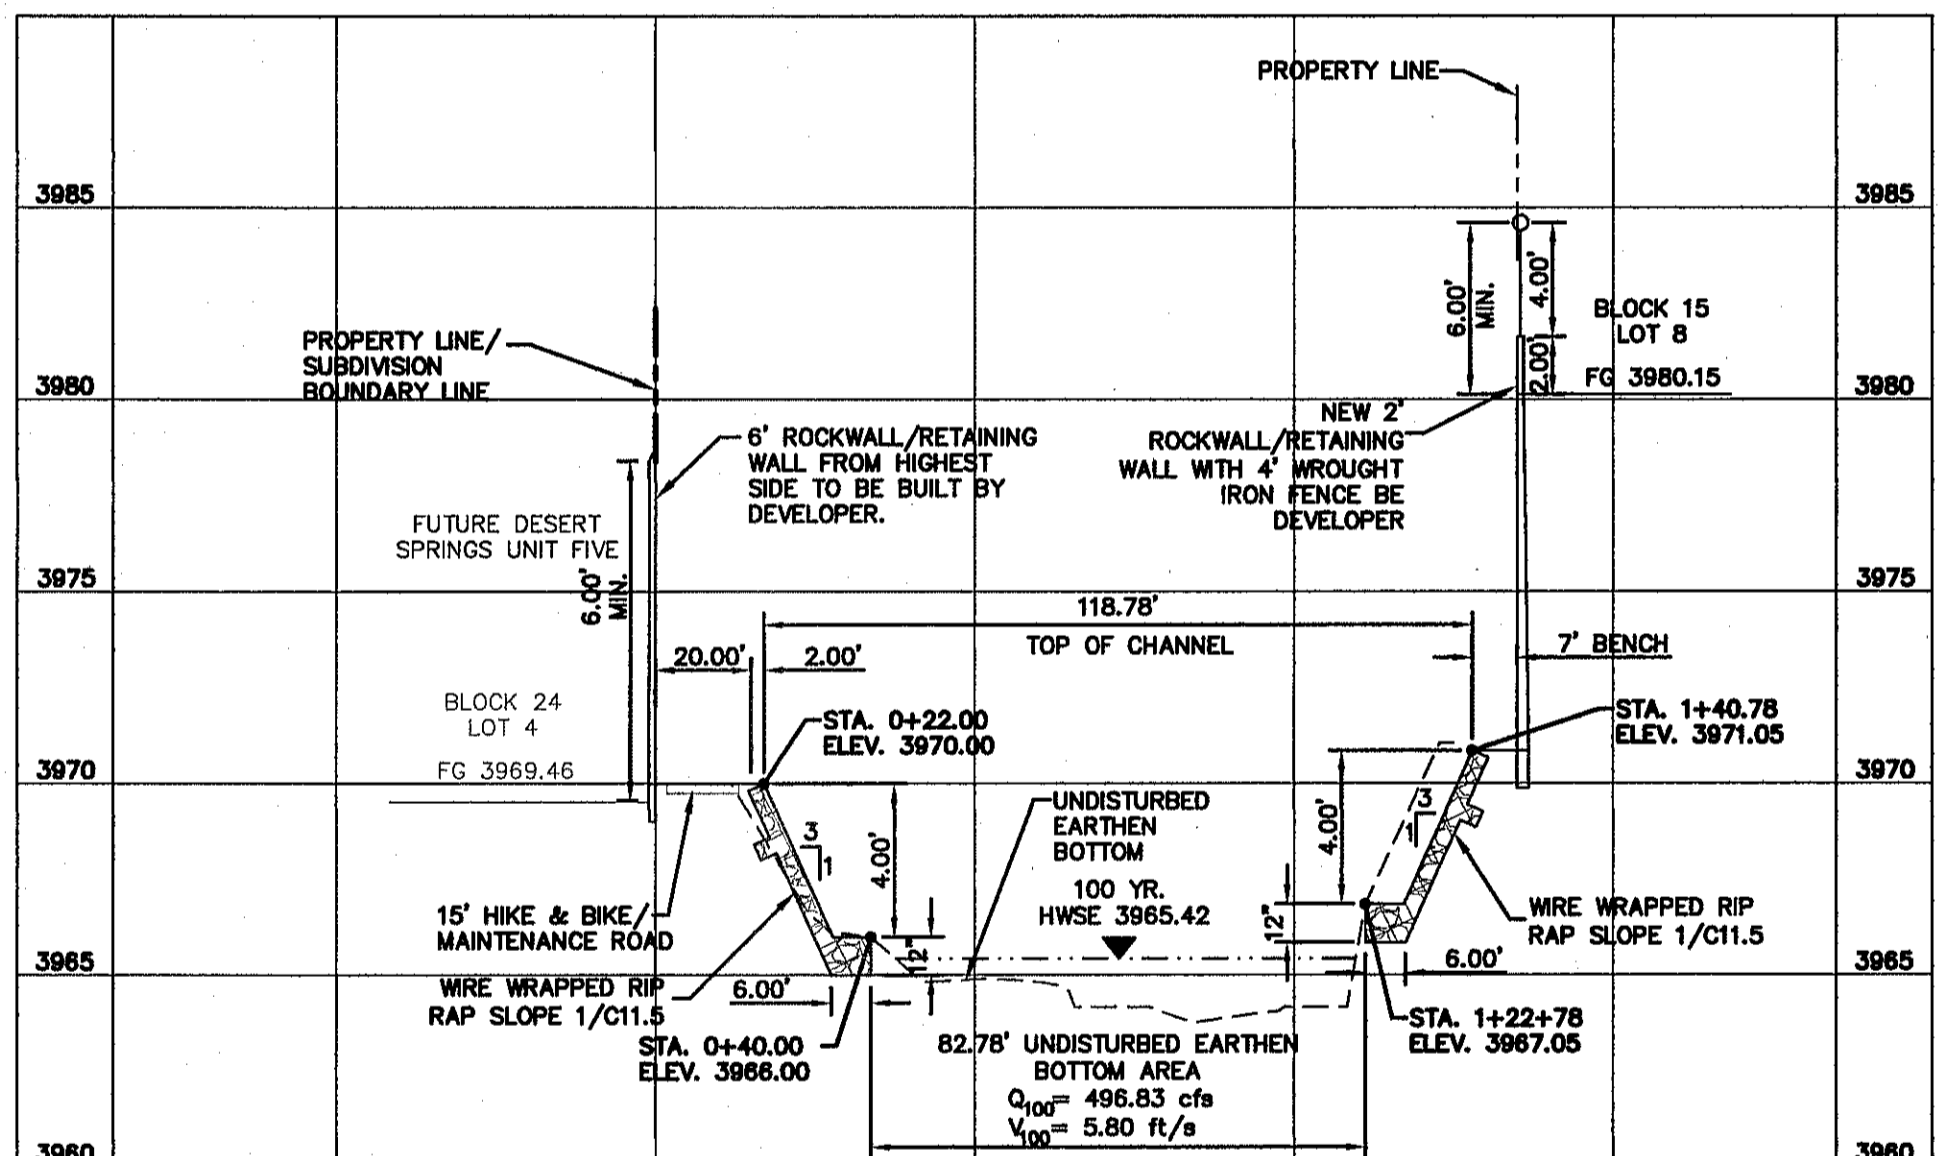 PROPERTY LINE
3985
3985
6.00'
MIN.
4.00'
2.00'
BLOCK 15
LOT 8
FG 3980.15
PROPERTY LINE/
SUBDIVISION
BOUNDARY LINE
3980
3980
NEW 2'
ROCKWALL/RETAINING
WALL WITH 4' WROUGHT
IRON FENCE BE
DEVELOPER
6' ROCKWALL/RETAINING
WALL FROM HIGHEST
SIDE TO BE BUILT BY
DEVELOPER.
FUTURE DESERT
SPRINGS UNIT FIVE
6.00'
MIN.
3975
3975
118.78'
TOP OF CHANNEL
20.00'
2.00'
7' BENCH
BLOCK 24
LOT 4
FG 3969.46
STA. 0+22.00
ELEV. 3970.00
STA. 1+40.78
ELEV. 3971.05
3970
3970
3
1
4.00'
UNDISTURBED
EARTHEN
BOTTOM
4.00'
3
1
100 YR.
HWSE 3965.42
15' HIKE & BIKE/
MAINTENANCE ROAD
12"
12"
WIRE WRAPPED RIP
RAP SLOPE 1/C11.5
3965
3965
6.00'
6.00'
WIRE WRAPPED RIP
RAP SLOPE 1/C11.5
STA. 0+40.00
ELEV. 3966.00
STA. 1+22+78
ELEV. 3967.05
82.78' UNDISTURBED EARTHEN
BOTTOM AREA
Q100= 496.83 cfs
V100= 5.80 ft/s
3960
3960